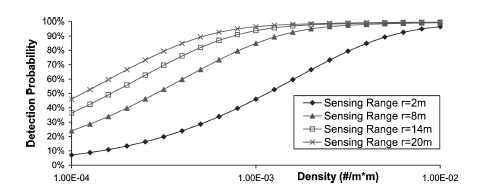 100%
90%
80%
70%
60%
50%
40%
30%
20%
10%
0%
Detection Probability
Sensing Range r=2m
Sensing Range r=8m
Sensing Range r=14m
Sensing Range r=20m
1.00E-04
1.00E-03
Density (#/m*m)
1.00E-02